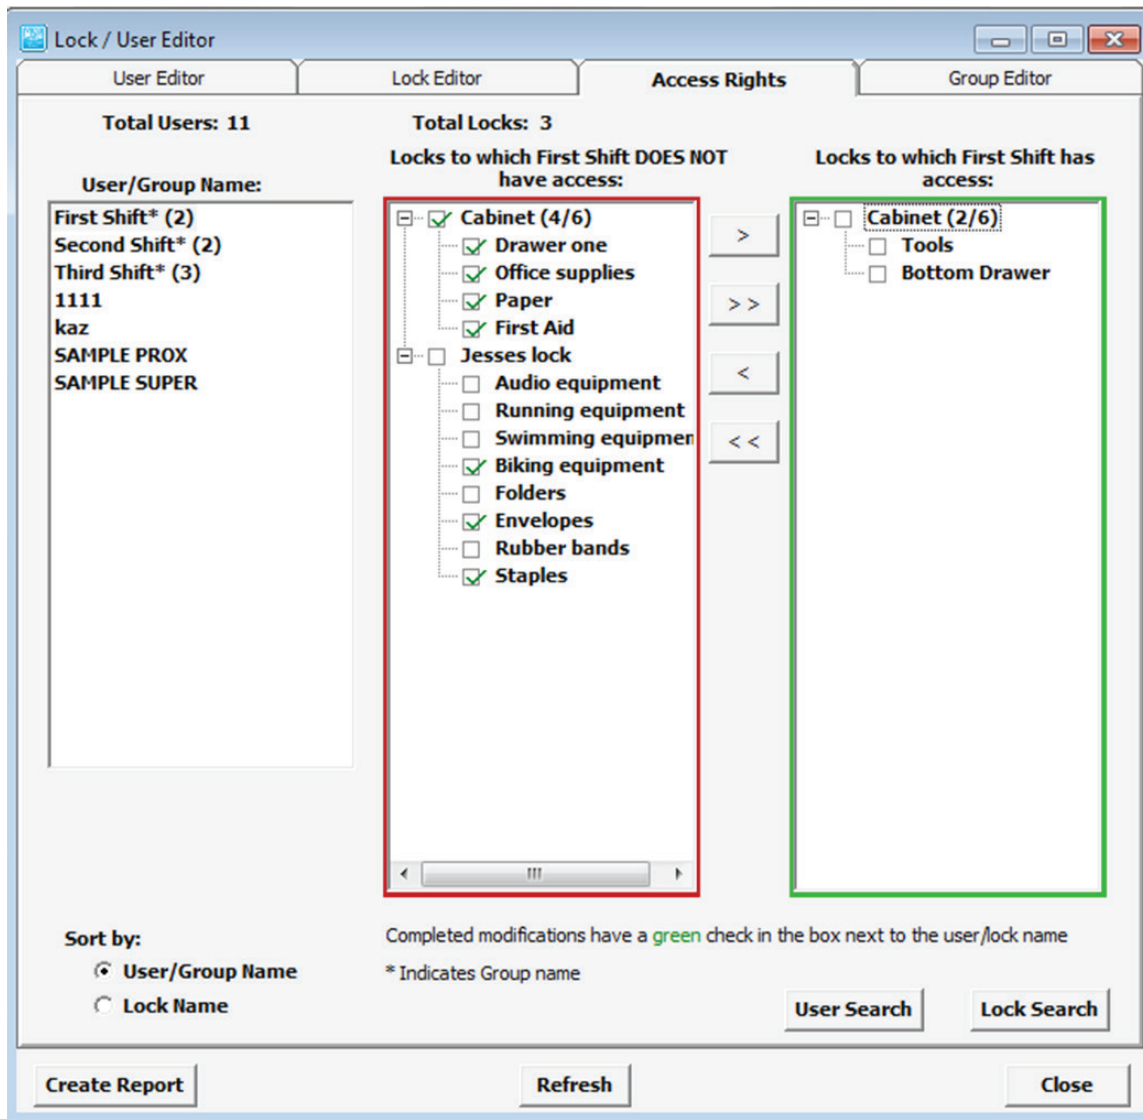 Lock / User Editor
User Editor
Lock Editor
Access Rights
Group Editor
Total Users: 11
Total Locks: 3
User/Group Name:
First Shift* (2)
Second Shift* (2)
Third Shift* (3)
1111
kaz
SAMPLE PROX
SAMPLE SUPER
Locks to which First Shift DOES NOT
have access:
Cabinet (4/6)
Drawer one
Office supplies
Paper
First Aid
Jesses lock
Audio equipment
Running equipment
Swimming equipmen
Biking equipment
Folders
Envelopes
Rubber bands
Staples
>
> >
<
< <
Locks to which First Shift has
access:
Cabinet (2/6)
Tools
Bottom Drawer
Sort by:
User/Group Name
Lock Name
Completed modifications have a green check in the box next to the user/lock name
* Indicates Group name
User Search
Lock Search
Create Report
Refresh
Close